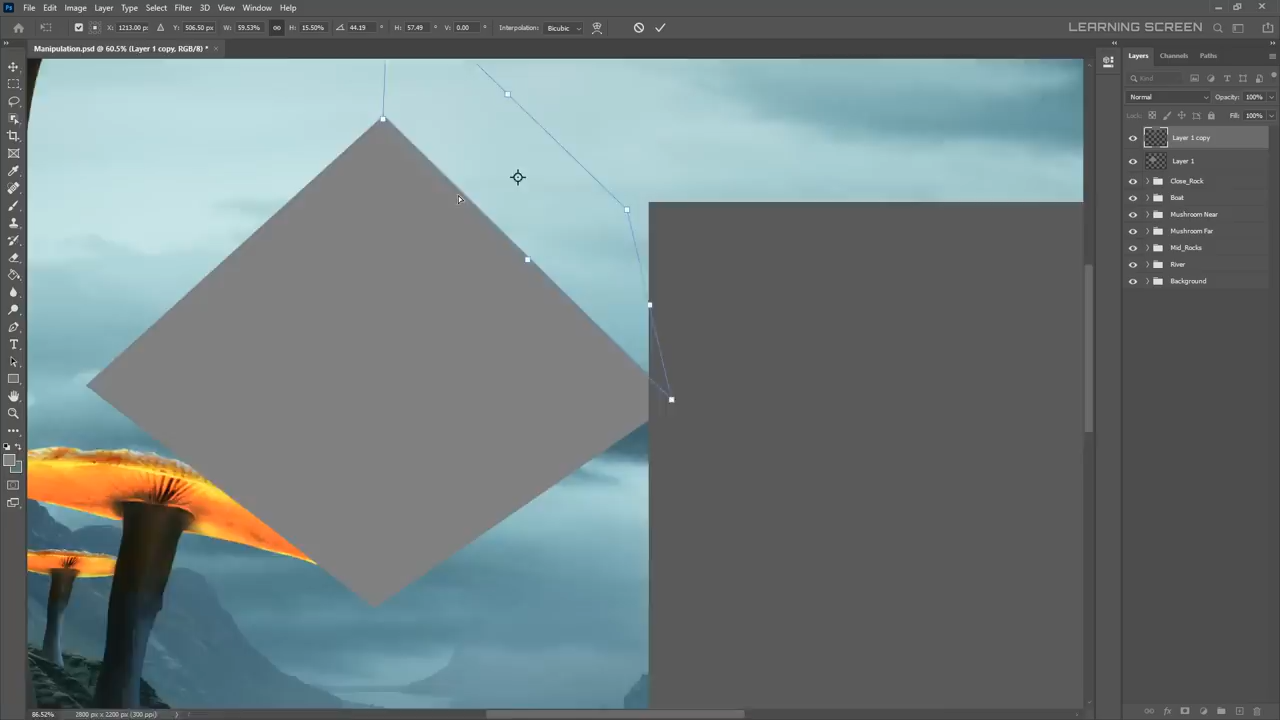 File Edit Image Layer Type Select Filter 3D View Window Help
X: 1213.00 px Y: 506.50 px W: 59.53% H: 15.50% 44.19 H: 57.49 V: 0.00 Interpolation: Bicubic
LEARNING SCREEN
Manipulation.psd @ 60.5% (Layer 1 copy, RGB/8) *
Layers Channels Paths
Kind
Normal Opacity: 100%
Lock: Fill: 100%
Layer 1 copy
Layer 1
Close_Rock
Boat
Mushroom Near
Mushroom Far
Mid_Rocks
River
Background
66.52% 2800 px x 2200 px (300 ppi)